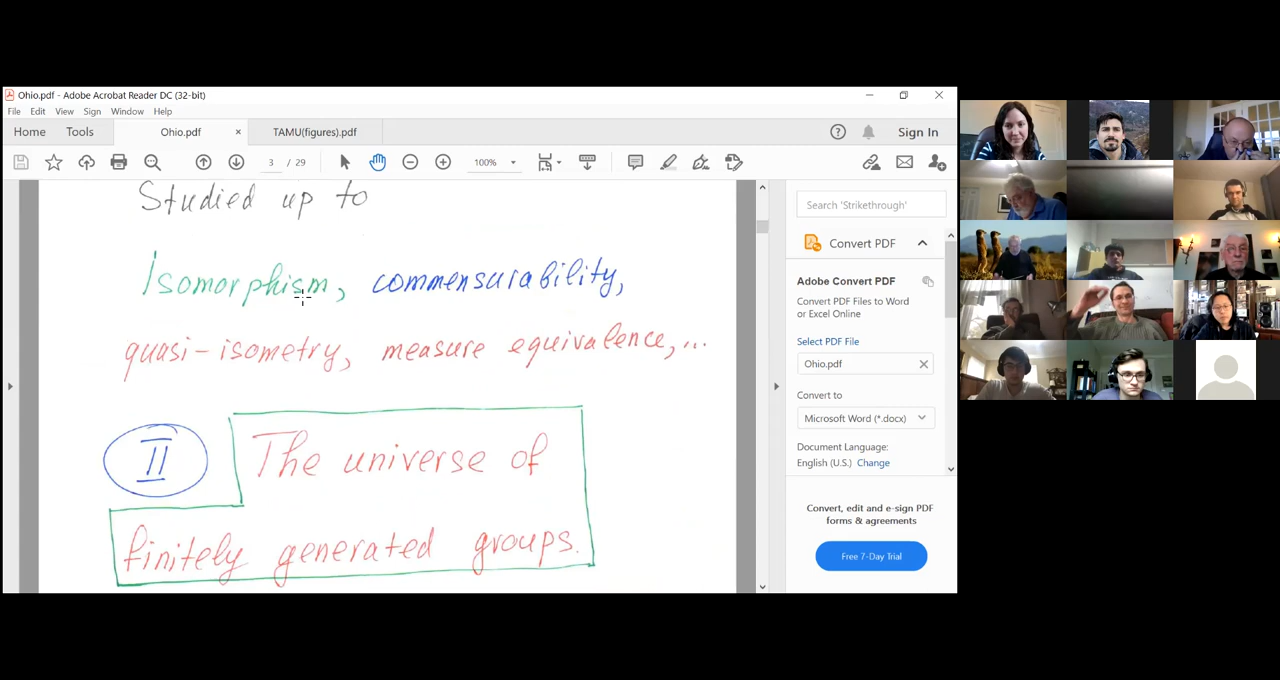 Ohio.pdf - Adobe Acrobat Reader DC (32-bit)
File Edit View Sign Window Help
Home Tools Ohio.pdf × TAMU(figures).pdf Sign In
3 / 29 100%
Studied up to
Isomorphism, commensurability,
quasi-isometry, measure equivalence, ...
II The universe of
finitely generated groups.
Search 'Strikethrough'
Convert PDF
Adobe Convert PDF
Convert PDF Files to Word
or Excel Online
Select PDF File
Ohio.pdf
Convert to
Microsoft Word (*.docx)
Document Language:
English (U.S.) Change
Convert, edit and e-sign PDF
forms & agreements
Free 7-Day Trial